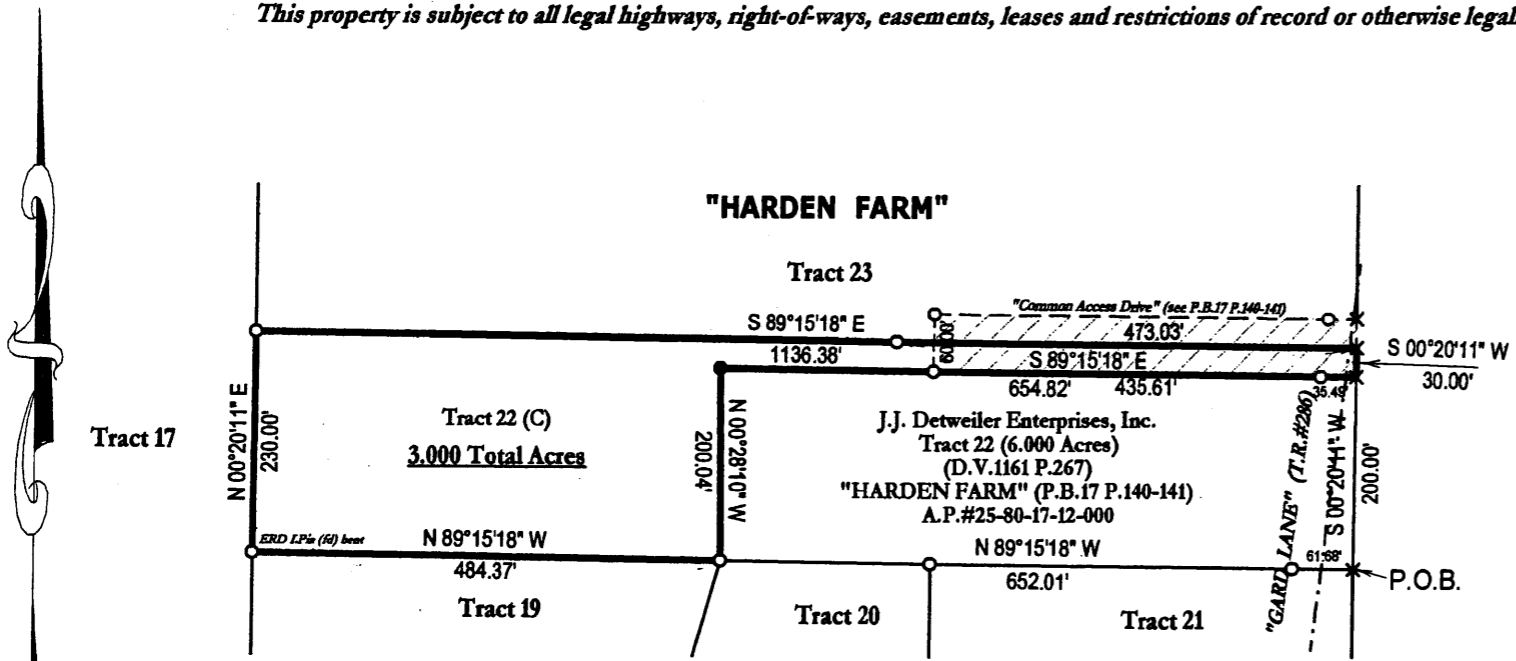 This property is subject to all legal highways, right-of-ways, easements, leases and restrictions of record or otherwise legal.
"HARDEN FARM"
Tract 23
"Common Access Drive" (see P.B.17 P.140-141)
S 89°15'18" E
473.03'
1136.38'
60.00'
S 89°15'18" E
S 00°20'11" W
30.00'
654.82'
435.61'
35.49'
N 00°20'11" E
230.00'
Tract 17
Tract 22 (C)
3.000 Total Acres
N 00°28'10" W
200.04'
J.J. Detweiler Enterprises, Inc.
Tract 22 (6.000 Acres)
(D.V.1161 P.267)
"HARDEN FARM" (P.B.17 P.140-141)
A.P.#25-80-17-12-000
"GARD LANE" (T.R.#286)
S 00°20'11" W
200.00'
ERD I.Pin (fd) bent
N 89°15'18" W
484.37'
N 89°15'18" W
652.01'
61.68'
P.O.B.
Tract 19
Tract 20
Tract 21